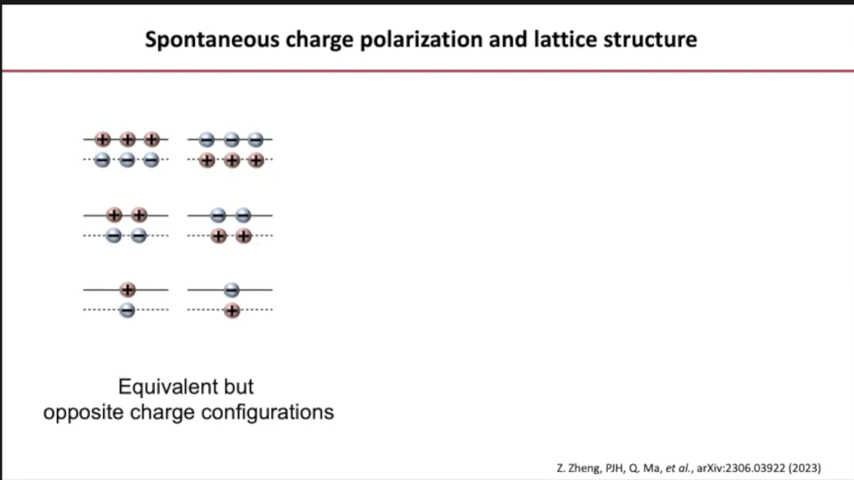 Spontaneous charge polarization and lattice structure
+ + + − − −
− − − + + +
+ + − −
− − + +
+ −
− +
Equivalent but
opposite charge configurations
Z. Zheng, PJH, Q. Ma, et al., arXiv:2306.03922 (2023)